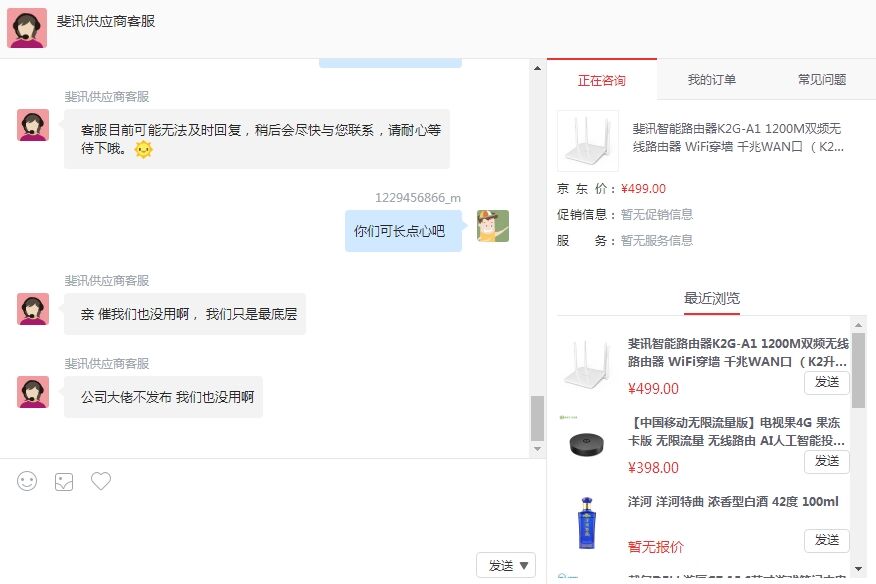 斐讯供应商客服
斐讯供应商客服
客服目前可能无法及时回复，稍后会尽快与您联系，请耐心等
待下哦。
1229456866_m
你们可长点心吧
斐讯供应商客服
亲 催我们也没用啊， 我们只是最底层
斐讯供应商客服
公司大佬不发布 我们也没用啊
发送 ▼
正在咨询
我的订单
常见问题
斐讯智能路由器K2G-A1 1200M双频无
线路由器 WiFi穿墙 千兆WAN口（ K2...
京 东 价：¥499.00
促销信息：暂无促销信息
服 务：暂无服务信息
最近浏览
斐讯智能路由器K2G-A1 1200M双频无线
路由器 WiFi穿墙 千兆WAN口（ K2升...
¥499.00
发送
【中国移动无限流量版】电视果4G 果冻
卡版 无限流量 无线路由 AI人工智能投...
¥398.00
发送
洋河 洋河特曲 浓香型白酒 42度 100ml
暂无报价
发送